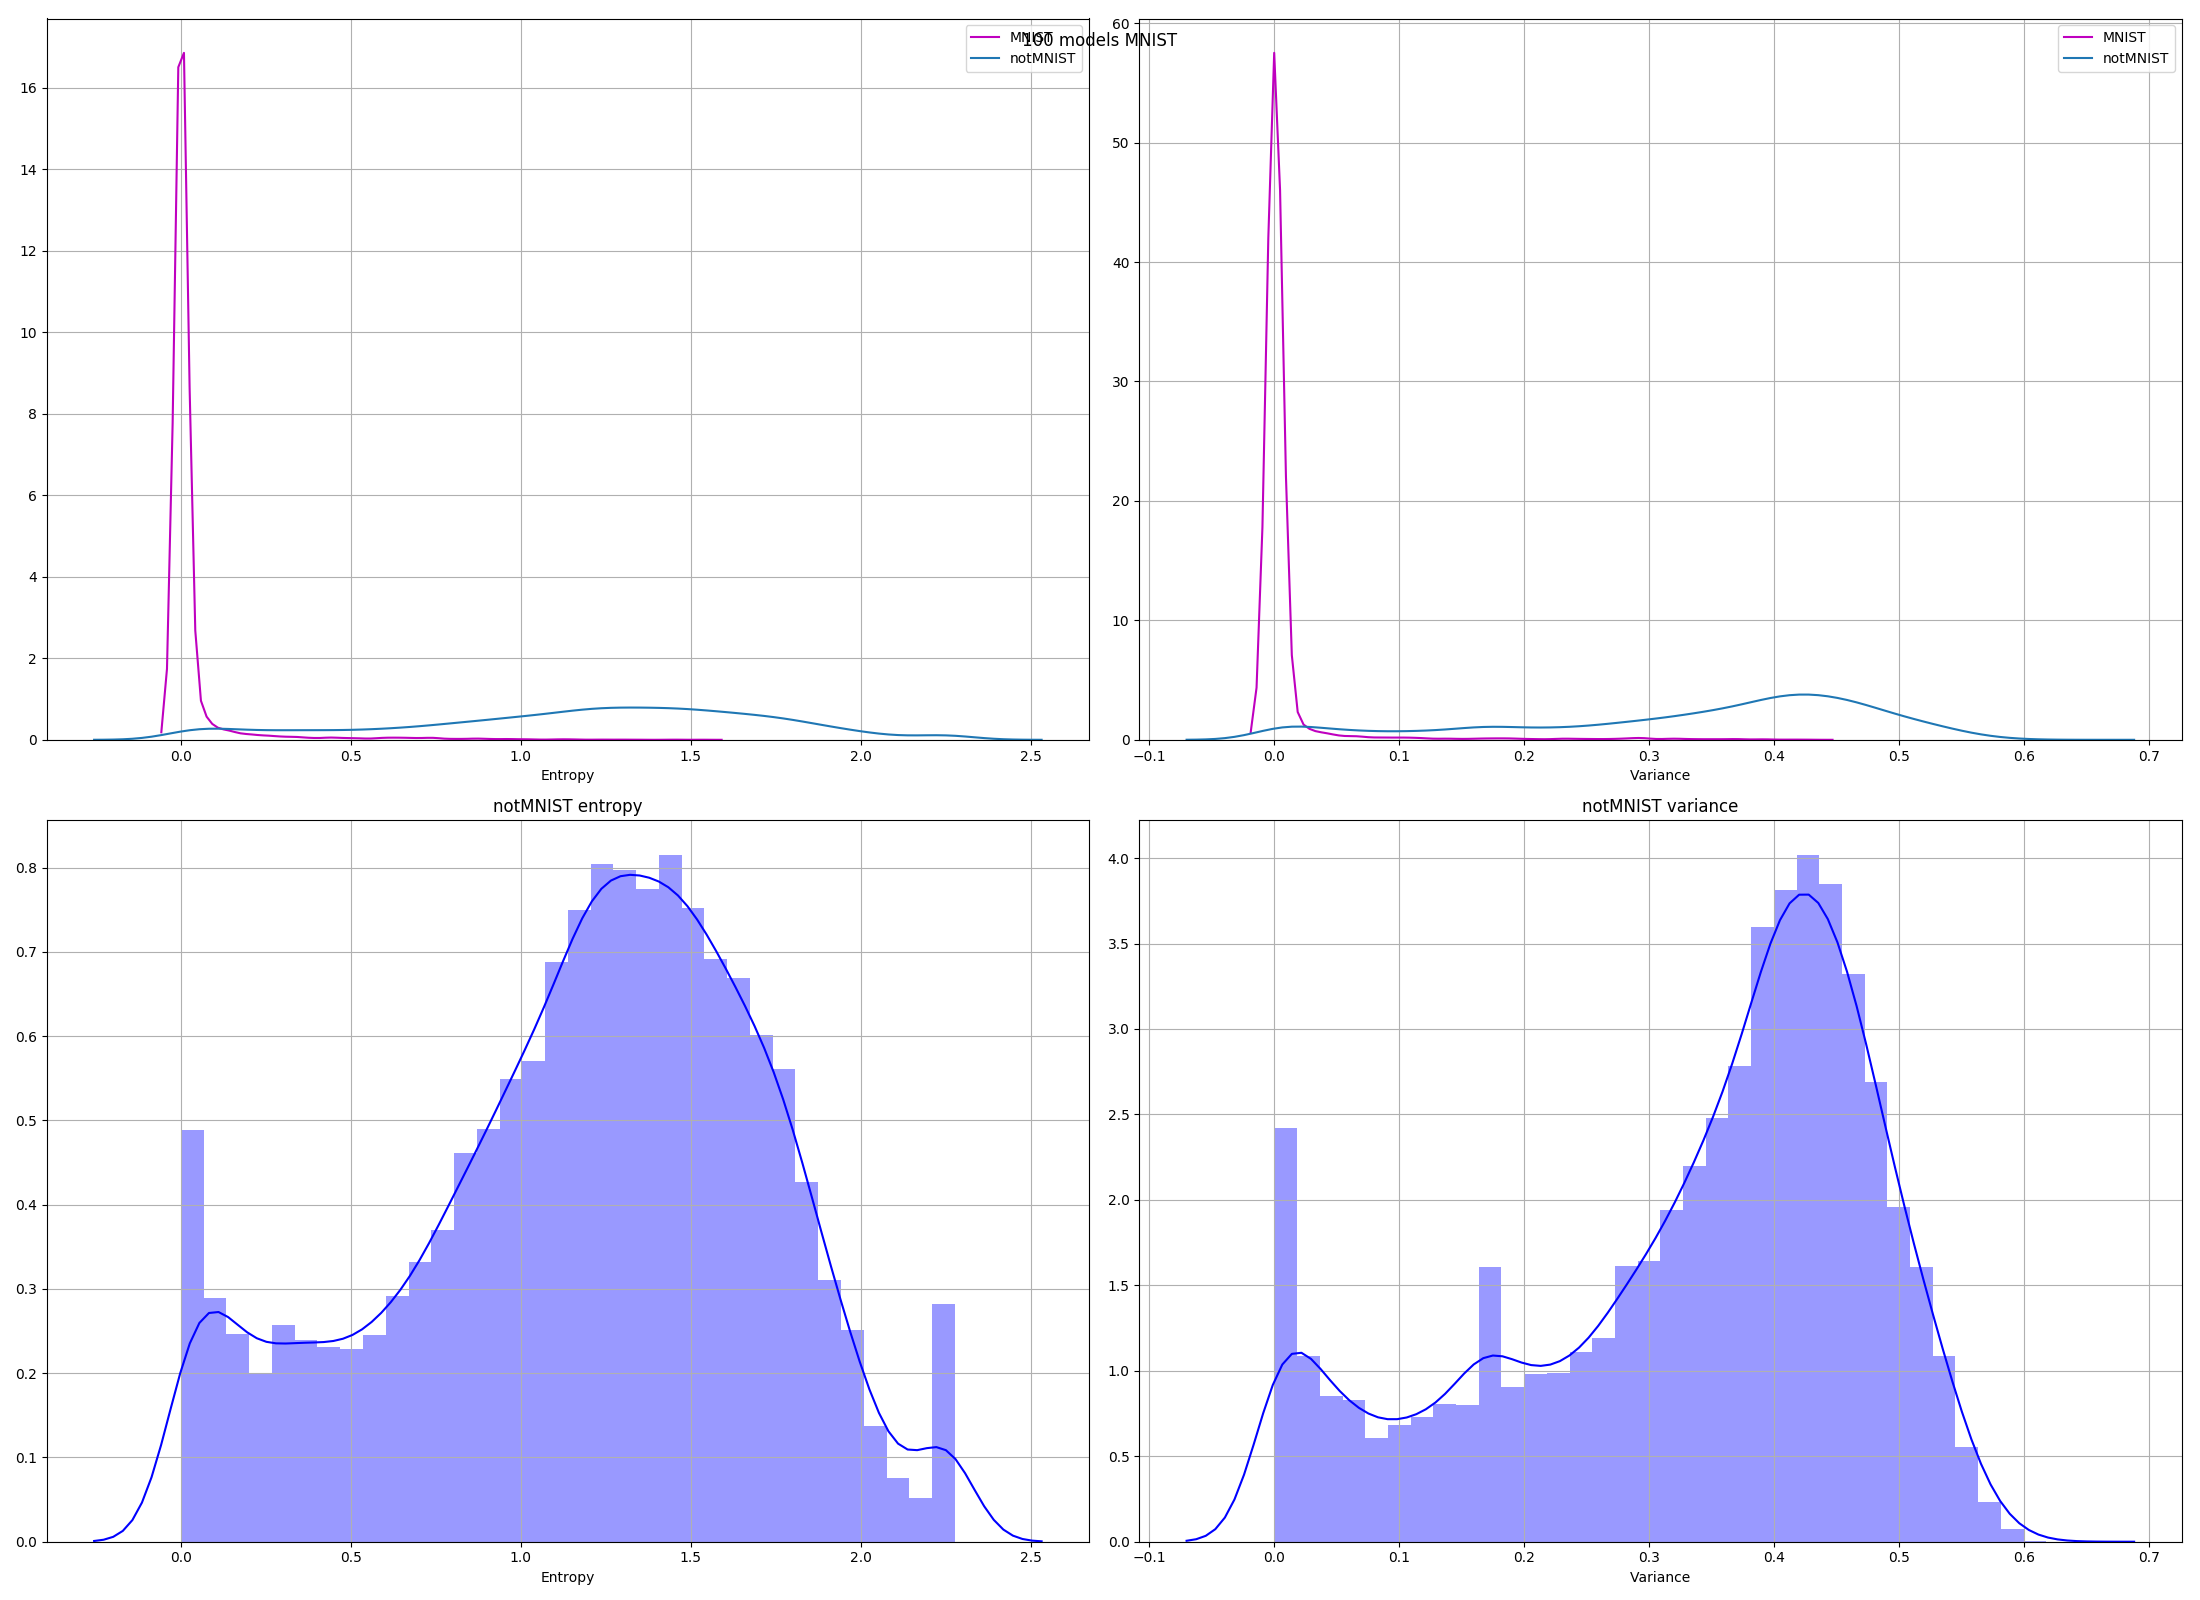 100 models MNIST
MNIST
notMNIST
16
14
12
10
8
6
4
2
0
0.0 0.5 1.0 1.5 2.0 2.5
Entropy
MNIST
notMNIST
60
50
40
30
20
10
0
−0.1 0.0 0.1 0.2 0.3 0.4 0.5 0.6 0.7
Variance
notMNIST entropy
0.8
0.7
0.6
0.5
0.4
0.3
0.2
0.1
0.0
0.0 0.5 1.0 1.5 2.0 2.5
Entropy
notMNIST variance
4.0
3.5
3.0
2.5
2.0
1.5
1.0
0.5
0.0
−0.1 0.0 0.1 0.2 0.3 0.4 0.5 0.6 0.7
Variance